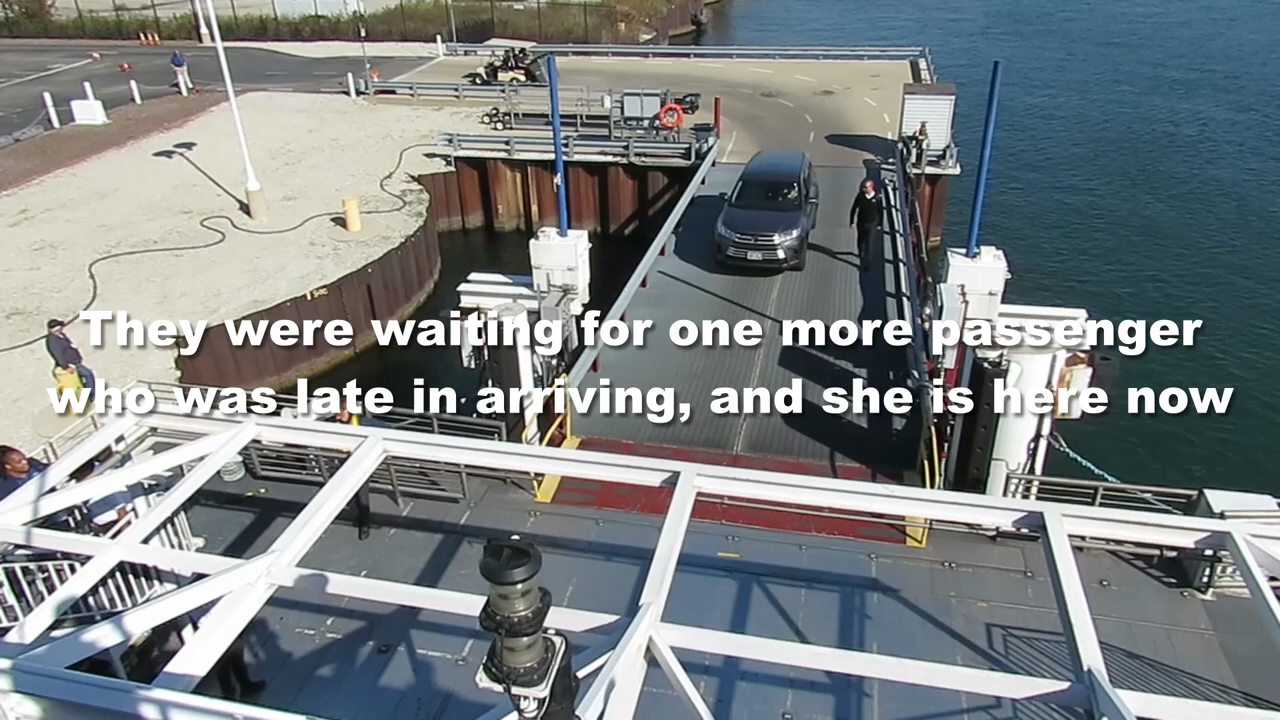 They were waiting for one more passenger
who was late in arriving, and she is here now